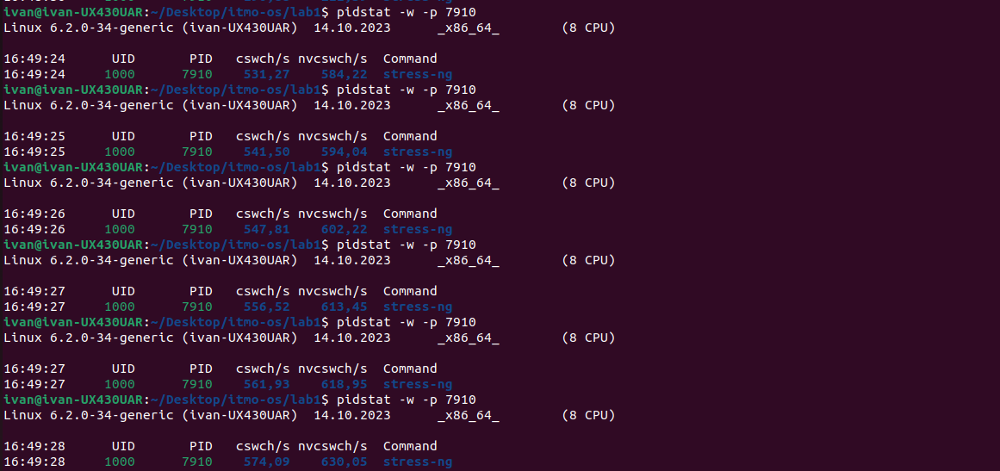 ivan@ivan-UX430UAR:~/Desktop/itmo-os/lab1$ pidstat -w -p 7910
Linux 6.2.0-34-generic (ivan-UX430UAR)  14.10.2023      _x86_64_        (8 CPU)
16:49:24      UID       PID   cswch/s nvcswch/s  Command
16:49:24     1000      7910    531,27    584,22  stress-ng
ivan@ivan-UX430UAR:~/Desktop/itmo-os/lab1$ pidstat -w -p 7910
Linux 6.2.0-34-generic (ivan-UX430UAR)  14.10.2023      _x86_64_        (8 CPU)
16:49:25      UID       PID   cswch/s nvcswch/s  Command
16:49:25     1000      7910    541,50    594,04  stress-ng
ivan@ivan-UX430UAR:~/Desktop/itmo-os/lab1$ pidstat -w -p 7910
Linux 6.2.0-34-generic (ivan-UX430UAR)  14.10.2023      _x86_64_        (8 CPU)
16:49:26      UID       PID   cswch/s nvcswch/s  Command
16:49:26     1000      7910    547,81    602,22  stress-ng
ivan@ivan-UX430UAR:~/Desktop/itmo-os/lab1$ pidstat -w -p 7910
Linux 6.2.0-34-generic (ivan-UX430UAR)  14.10.2023      _x86_64_        (8 CPU)
16:49:27      UID       PID   cswch/s nvcswch/s  Command
16:49:27     1000      7910    556,52    613,45  stress-ng
ivan@ivan-UX430UAR:~/Desktop/itmo-os/lab1$ pidstat -w -p 7910
Linux 6.2.0-34-generic (ivan-UX430UAR)  14.10.2023      _x86_64_        (8 CPU)
16:49:27      UID       PID   cswch/s nvcswch/s  Command
16:49:27     1000      7910    561,93    618,95  stress-ng
ivan@ivan-UX430UAR:~/Desktop/itmo-os/lab1$ pidstat -w -p 7910
Linux 6.2.0-34-generic (ivan-UX430UAR)  14.10.2023      _x86_64_        (8 CPU)
16:49:28      UID       PID   cswch/s nvcswch/s  Command
16:49:28     1000      7910    574,09    630,05  stress-ng